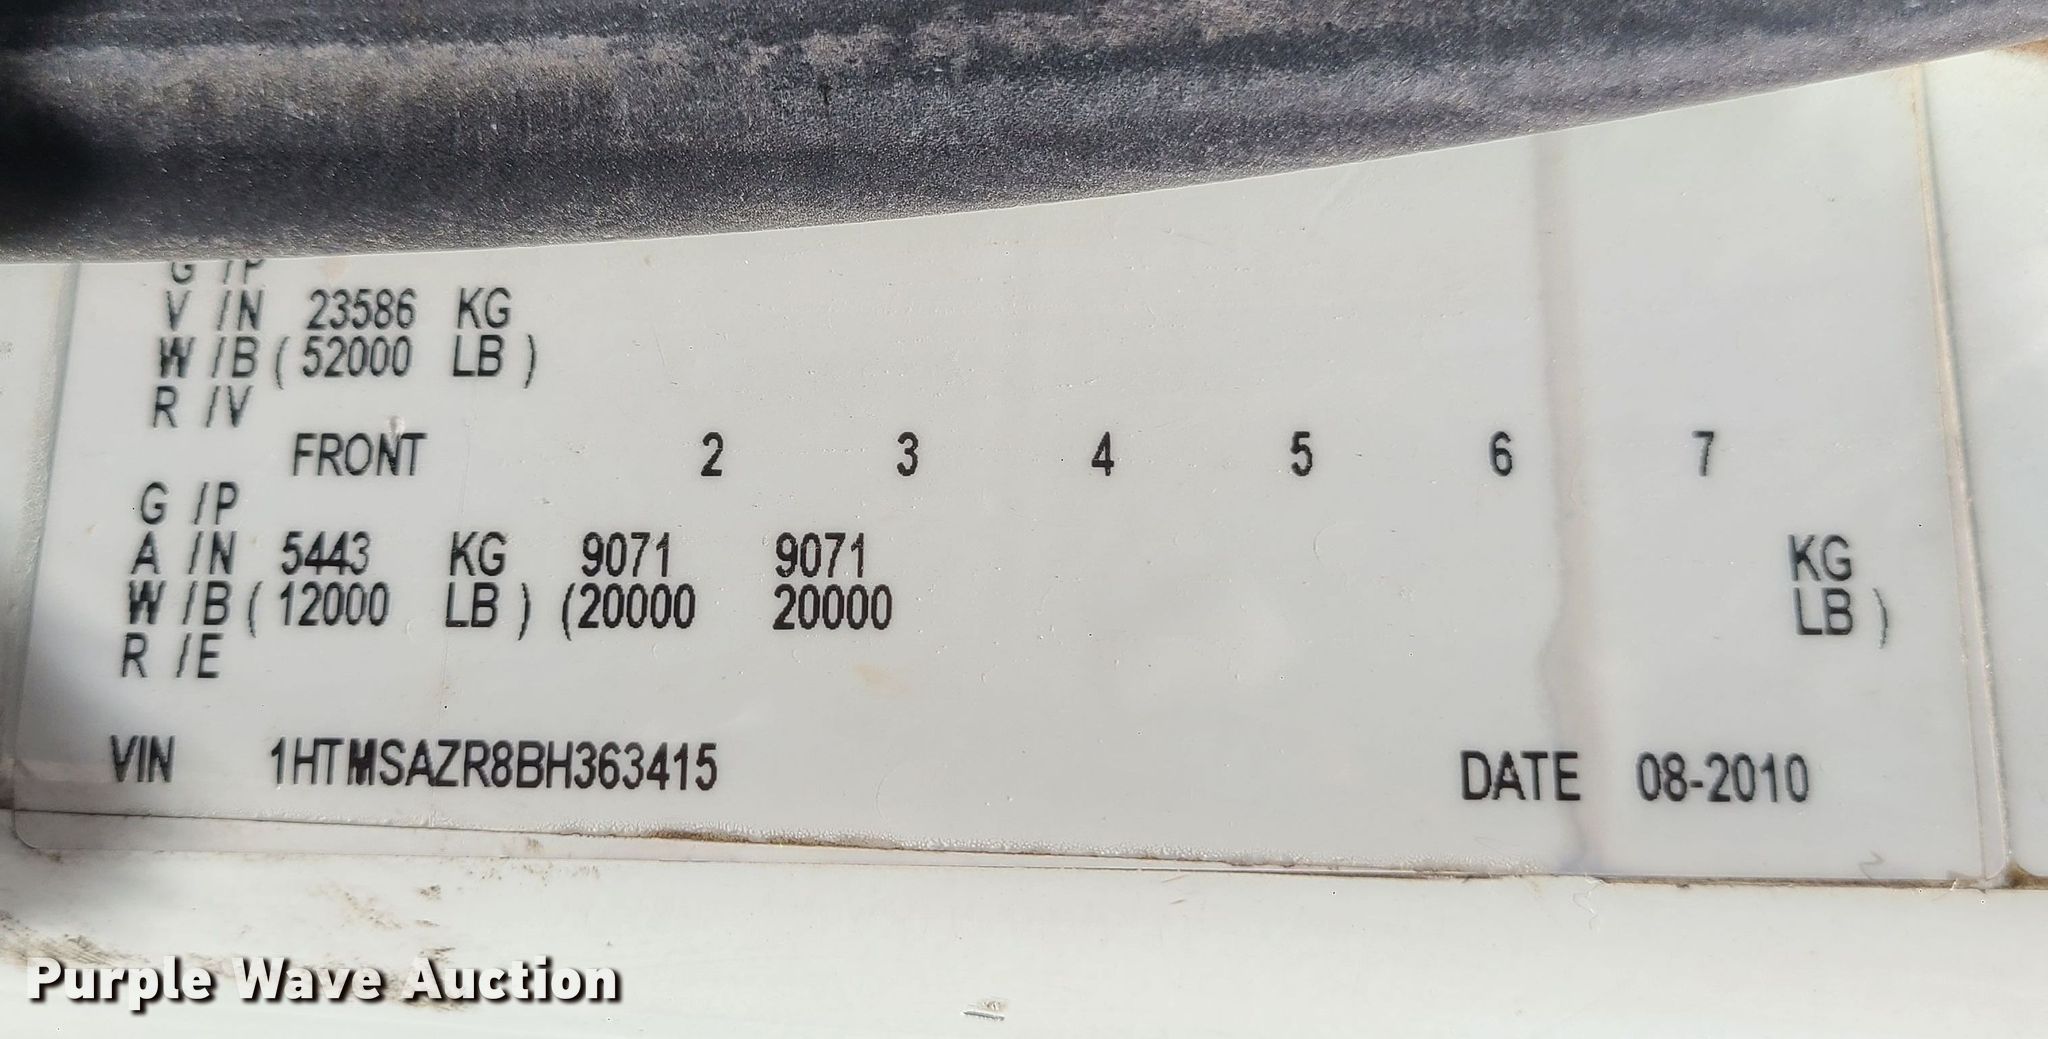 G /P
V /N 23586 KG
W /B ( 52000 LB )
R /V
FRONT 2 3 4 5 6 7
G /P
A /N 5443 KG 9071 9071 KG
W /B ( 12000 LB ) (20000 20000 LB )
R /E
VIN 1HTMSAZR8BH363415 DATE 08-2010
Purple Wave Auction